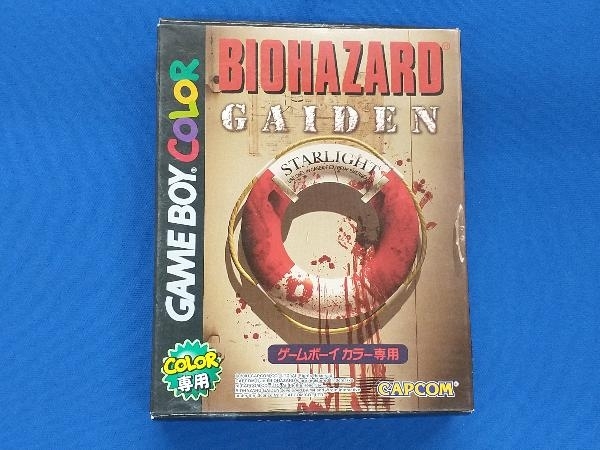 BIOHAZARD®
GAIDEN
STARLIGHT
GAME BOY COLOR
COLOR
専用
ゲームボーイカラー専用
CAPCOM®